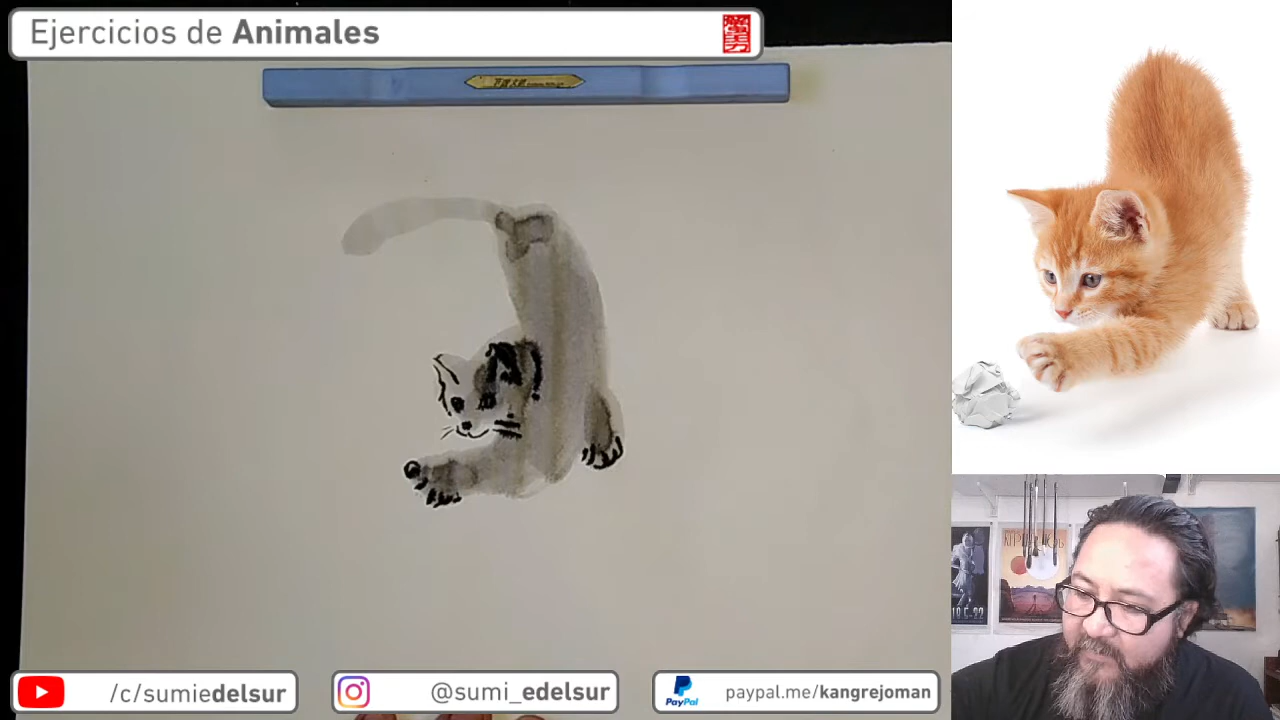 Ejercicios de Animales
/c/sumiedelsur
@sumi_edelsur
PayPal
paypal.me/kangrejoman